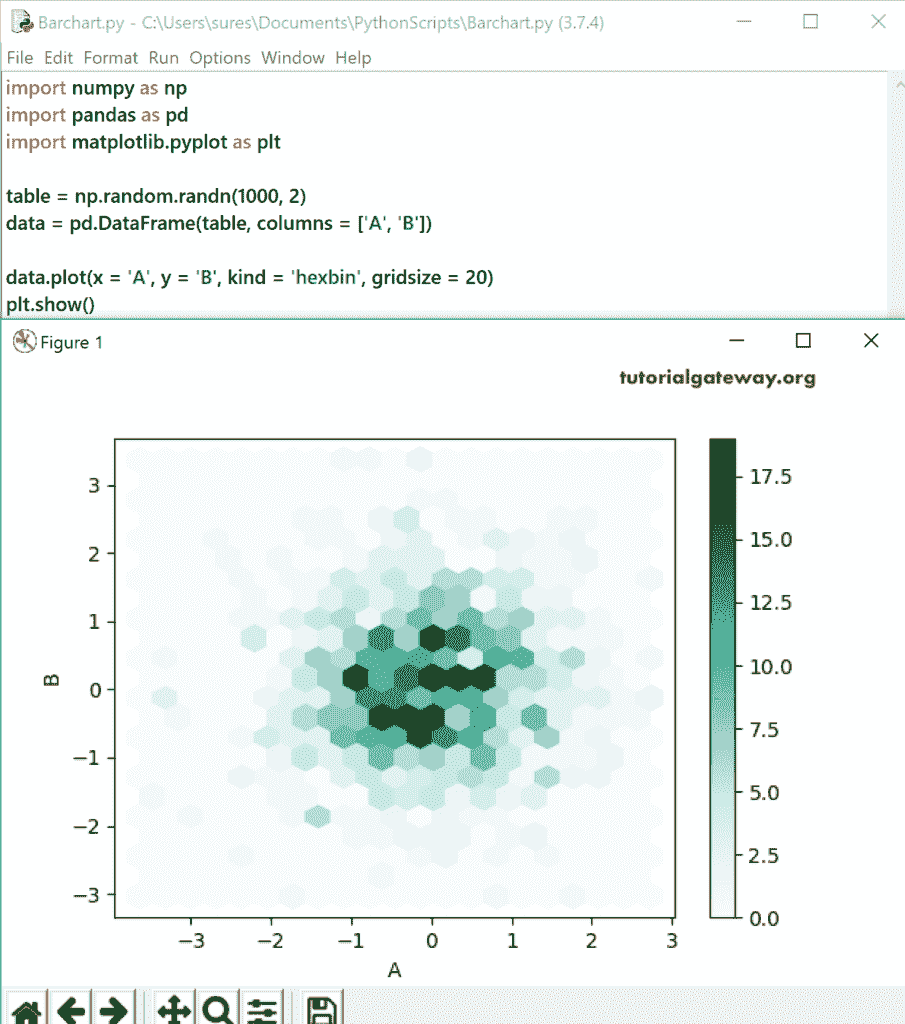 Barchart.py - C:\Users\sures\Documents\PythonScripts\Barchart.py (3.7.4)
File Edit Format Run Options Window Help
import numpy as np
import pandas as pd
import matplotlib.pyplot as plt
table = np.random.randn(1000, 2)
data = pd.DataFrame(table, columns = ['A', 'B'])
data.plot(x = 'A', y = 'B', kind = 'hexbin', gridsize = 20)
plt.show()
Figure 1
tutorialgateway.org
3
2
1
0
−1
−2
−3
B
−3 −2 −1 0 1 2 3
A
17.5
15.0
12.5
10.0
7.5
5.0
2.5
0.0